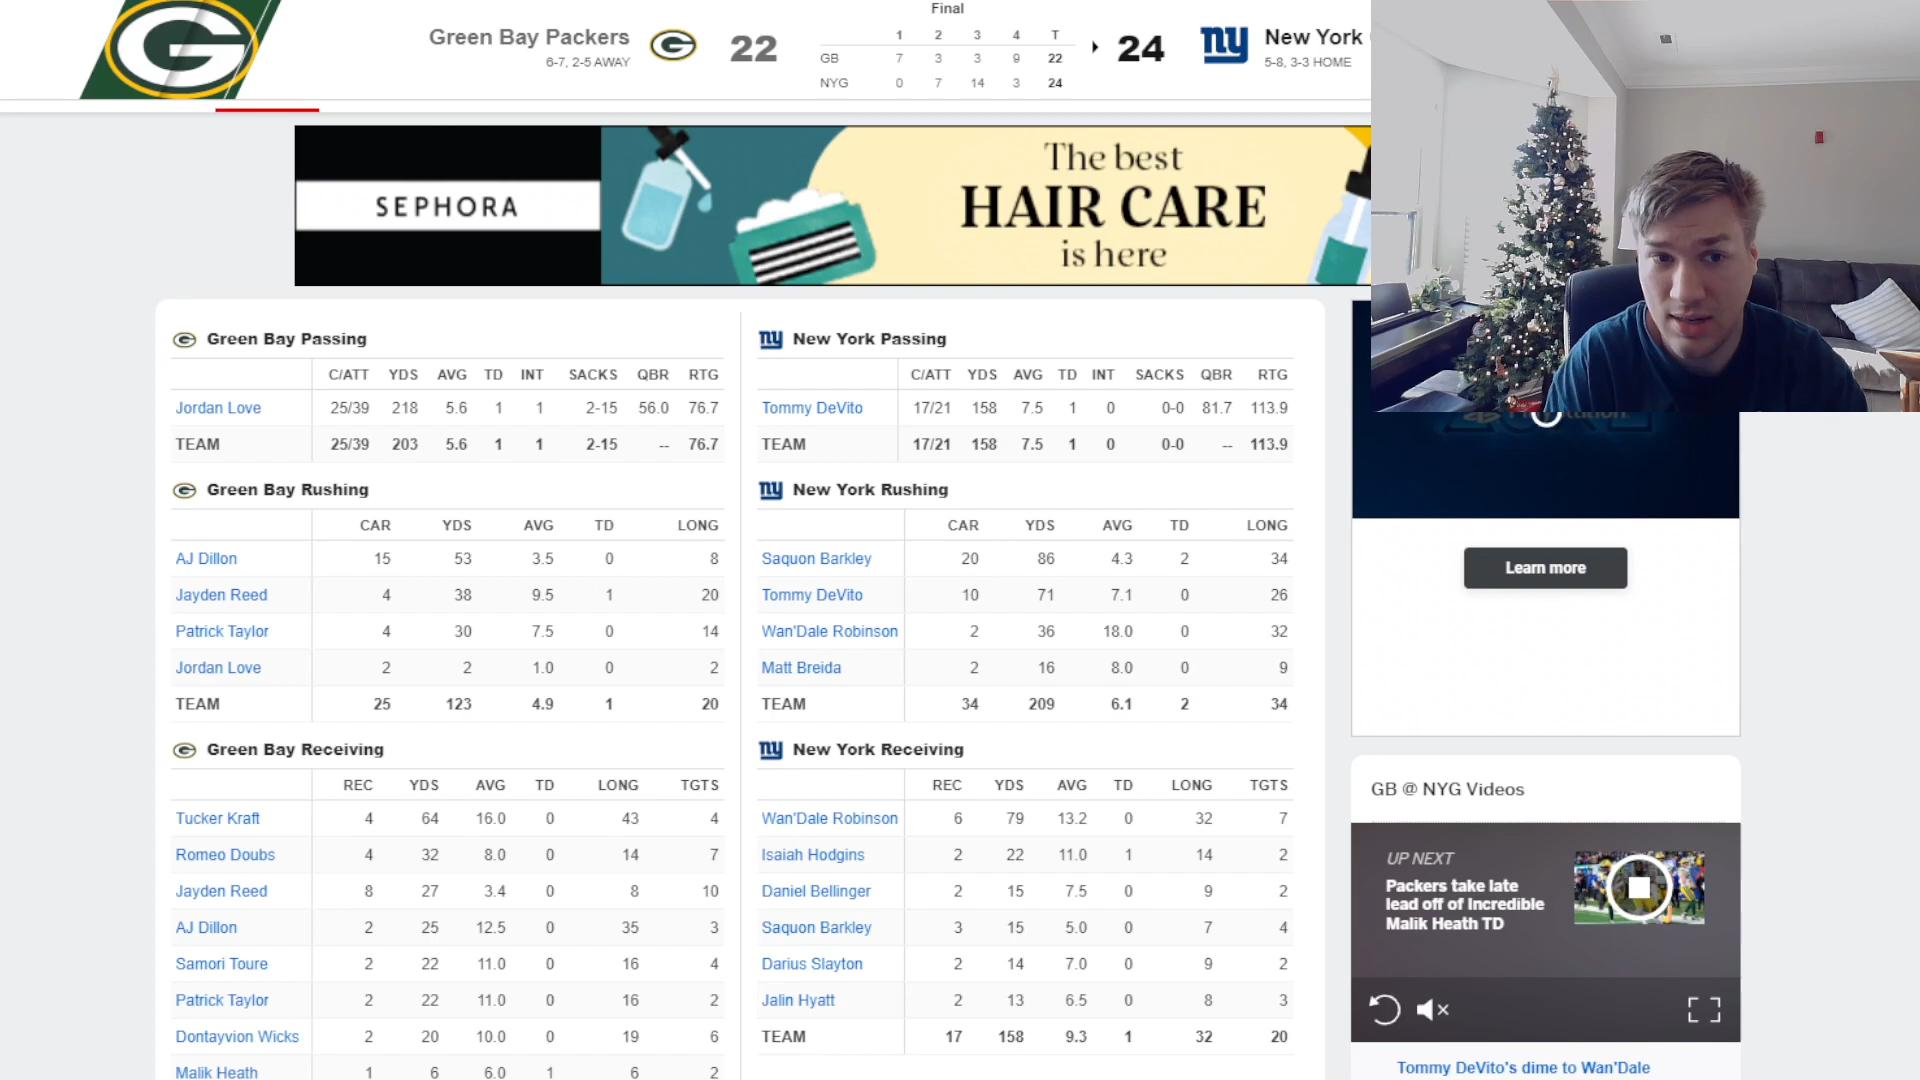 Final
Green Bay Packers
6-7, 2-5 AWAY
22
1 2 3 4 T
GB 7 3 3 9 22
NYG 0 7 14 3 24
24
ny
New York
5-8, 3-3 HOME
SEPHORA
The best
HAIR CARE
is here
Green Bay Passing
C/ATT YDS AVG TD INT SACKS QBR RTG
Jordan Love 25/39 218 5.6 1 1 2-15 56.0 76.7
TEAM 25/39 203 5.6 1 1 2-15 -- 76.7
Green Bay Rushing
CAR YDS AVG TD LONG
AJ Dillon 15 53 3.5 0 8
Jayden Reed 4 38 9.5 1 20
Patrick Taylor 4 30 7.5 0 14
Jordan Love 2 2 1.0 0 2
TEAM 25 123 4.9 1 20
Green Bay Receiving
REC YDS AVG TD LONG TGTS
Tucker Kraft 4 64 16.0 0 43 4
Romeo Doubs 4 32 8.0 0 14 7
Jayden Reed 8 27 3.4 0 8 10
AJ Dillon 2 25 12.5 0 35 3
Samori Toure 2 22 11.0 0 16 4
Patrick Taylor 2 22 11.0 0 16 2
Dontayvion Wicks 2 20 10.0 0 19 6
Malik Heath 1 6 6.0 1 6 2
ny New York Passing
C/ATT YDS AVG TD INT SACKS QBR RTG
Tommy DeVito 17/21 158 7.5 1 0 0-0 81.7 113.9
TEAM 17/21 158 7.5 1 0 0-0 -- 113.9
ny New York Rushing
CAR YDS AVG TD LONG
Saquon Barkley 20 86 4.3 2 34
Tommy DeVito 10 71 7.1 0 26
Wan'Dale Robinson 2 36 18.0 0 32
Matt Breida 2 16 8.0 0 9
TEAM 34 209 6.1 2 34
ny New York Receiving
REC YDS AVG TD LONG TGTS
Wan'Dale Robinson 6 79 13.2 0 32 7
Isaiah Hodgins 2 22 11.0 1 14 2
Daniel Bellinger 2 15 7.5 0 9 2
Saquon Barkley 3 15 5.0 0 7 4
Darius Slayton 2 14 7.0 0 9 2
Jalin Hyatt 2 13 6.5 0 8 3
TEAM 17 158 9.3 1 32 20
Learn more
GB @ NYG Videos
UP NEXT
Packers take late
lead off of Incredible
Malik Heath TD
Tommy DeVito's dime to Wan'Dale